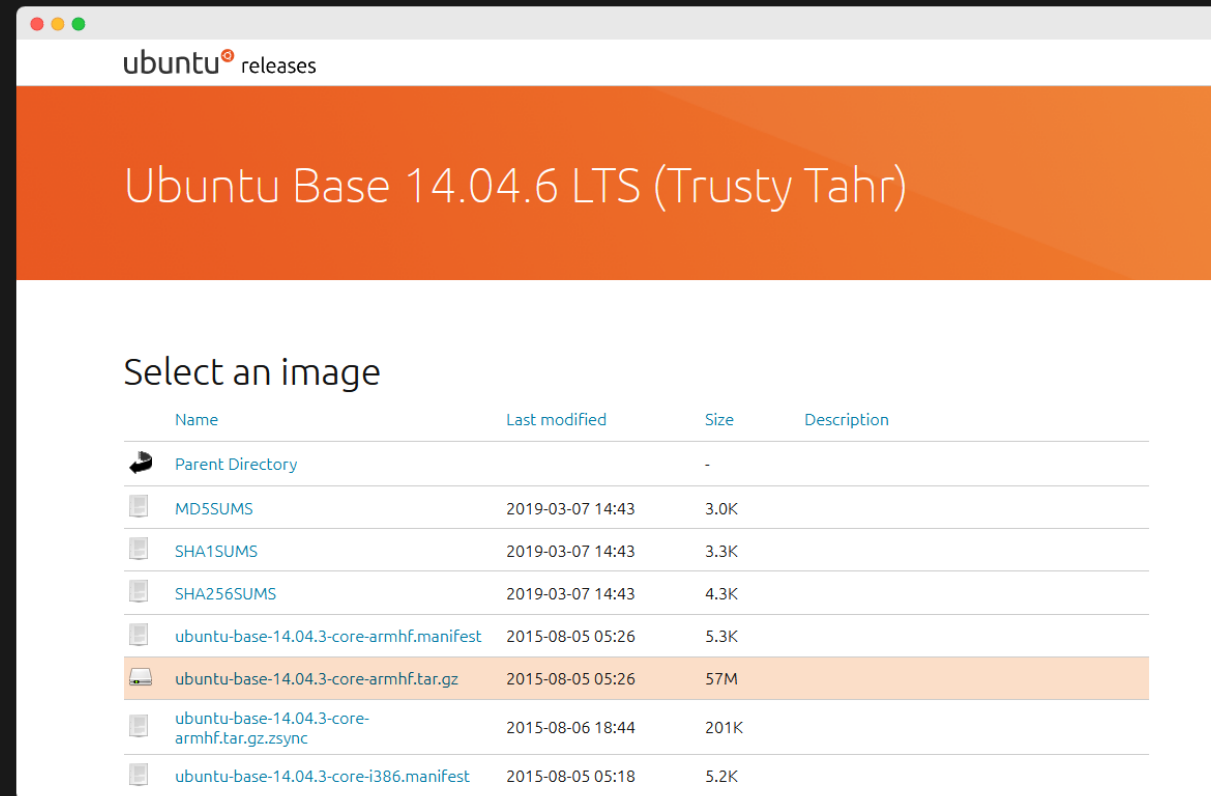 ubuntu releases
Ubuntu Base 14.04.6 LTS (Trusty Tahr)
Select an image
Name Last modified Size Description
Parent Directory -
MD5SUMS 2019-03-07 14:43 3.0K
SHA1SUMS 2019-03-07 14:43 3.3K
SHA256SUMS 2019-03-07 14:43 4.3K
ubuntu-base-14.04.3-core-armhf.manifest 2015-08-05 05:26 5.3K
ubuntu-base-14.04.3-core-armhf.tar.gz 2015-08-05 05:26 57M
ubuntu-base-14.04.3-core-
armhf.tar.gz.zsync 2015-08-06 18:44 201K
ubuntu-base-14.04.3-core-i386.manifest 2015-08-05 05:18 5.2K